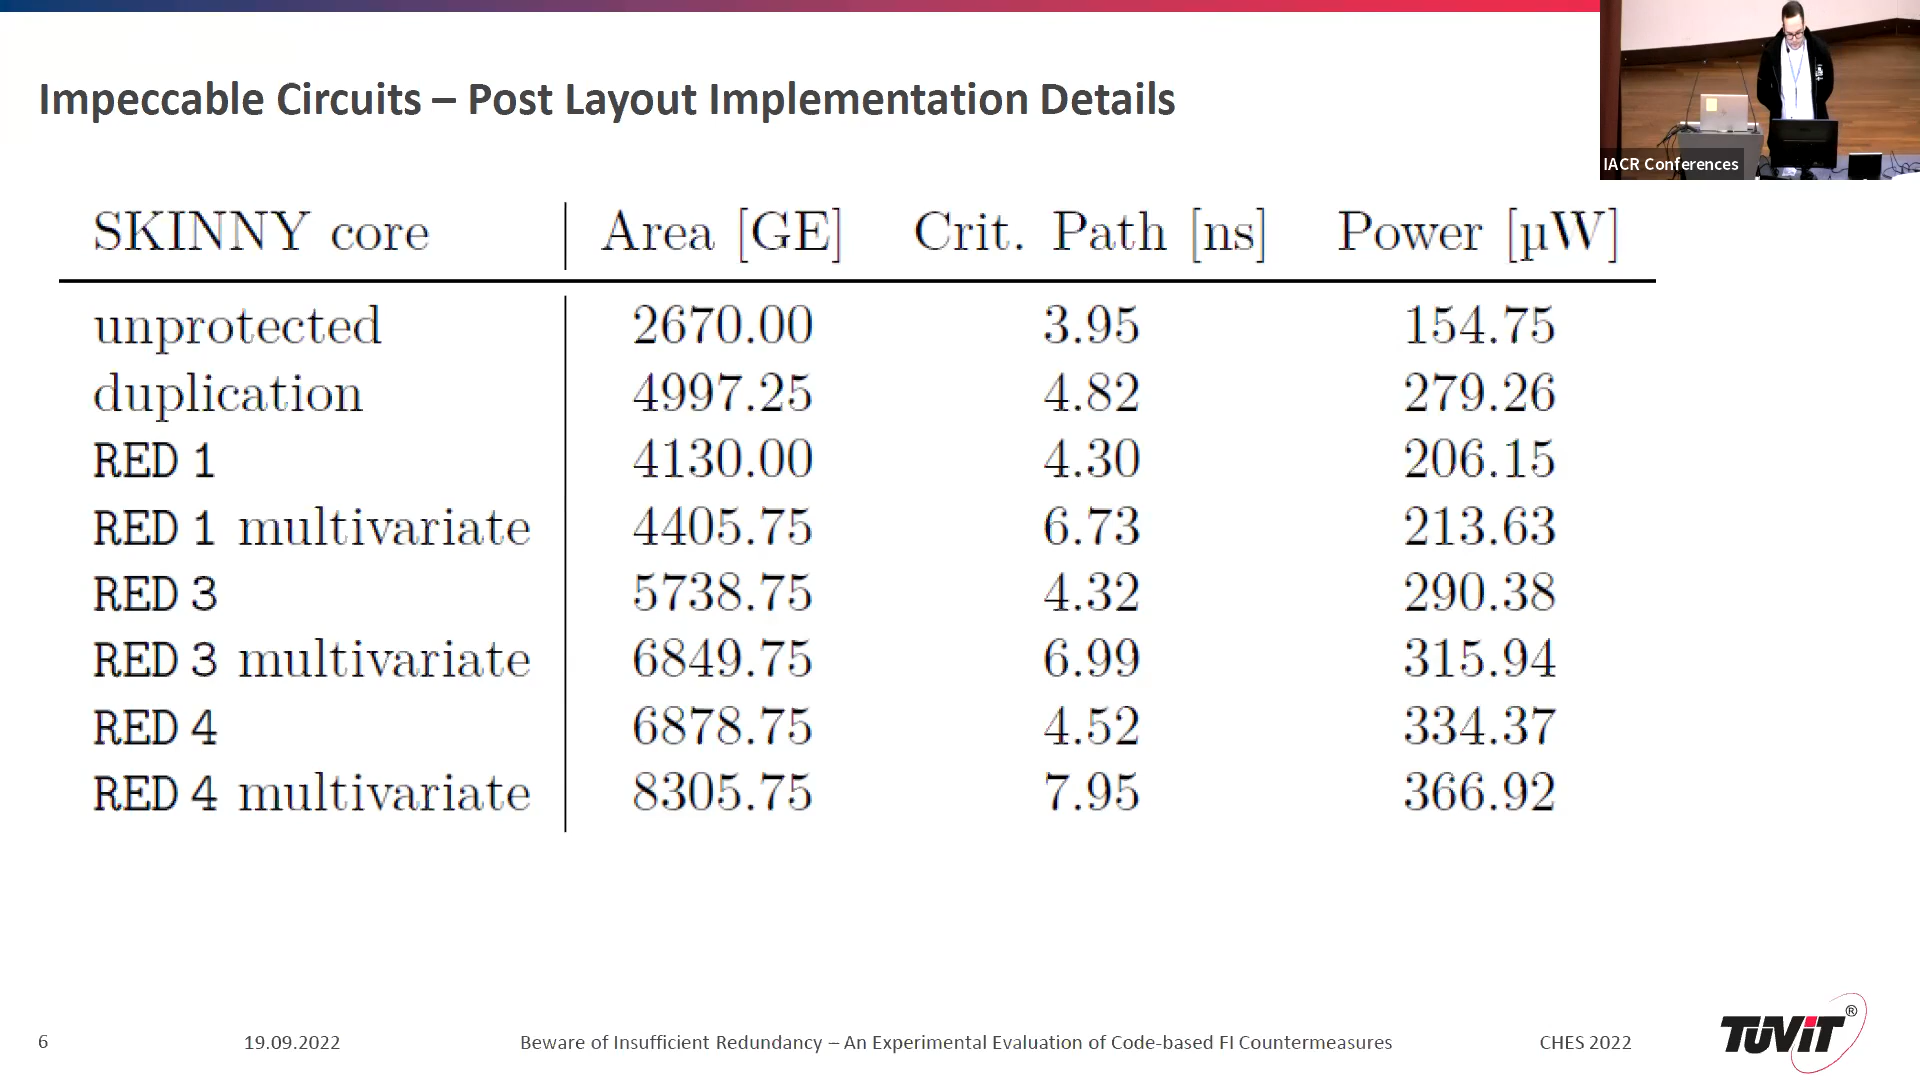 Impeccable Circuits – Post Layout Implementation Details
IACR Conferences
SKINNY core Area [GE] Crit. Path [ns] Power [µW]
unprotected 2670.00 3.95 154.75
duplication 4997.25 4.82 279.26
RED 1 4130.00 4.30 206.15
RED 1 multivariate 4405.75 6.73 213.63
RED 3 5738.75 4.32 290.38
RED 3 multivariate 6849.75 6.99 315.94
RED 4 6878.75 4.52 334.37
RED 4 multivariate 8305.75 7.95 366.92
6 19.09.2022 Beware of Insufficient Redundancy – An Experimental Evaluation of Code-based FI Countermeasures CHES 2022
TÜViT®